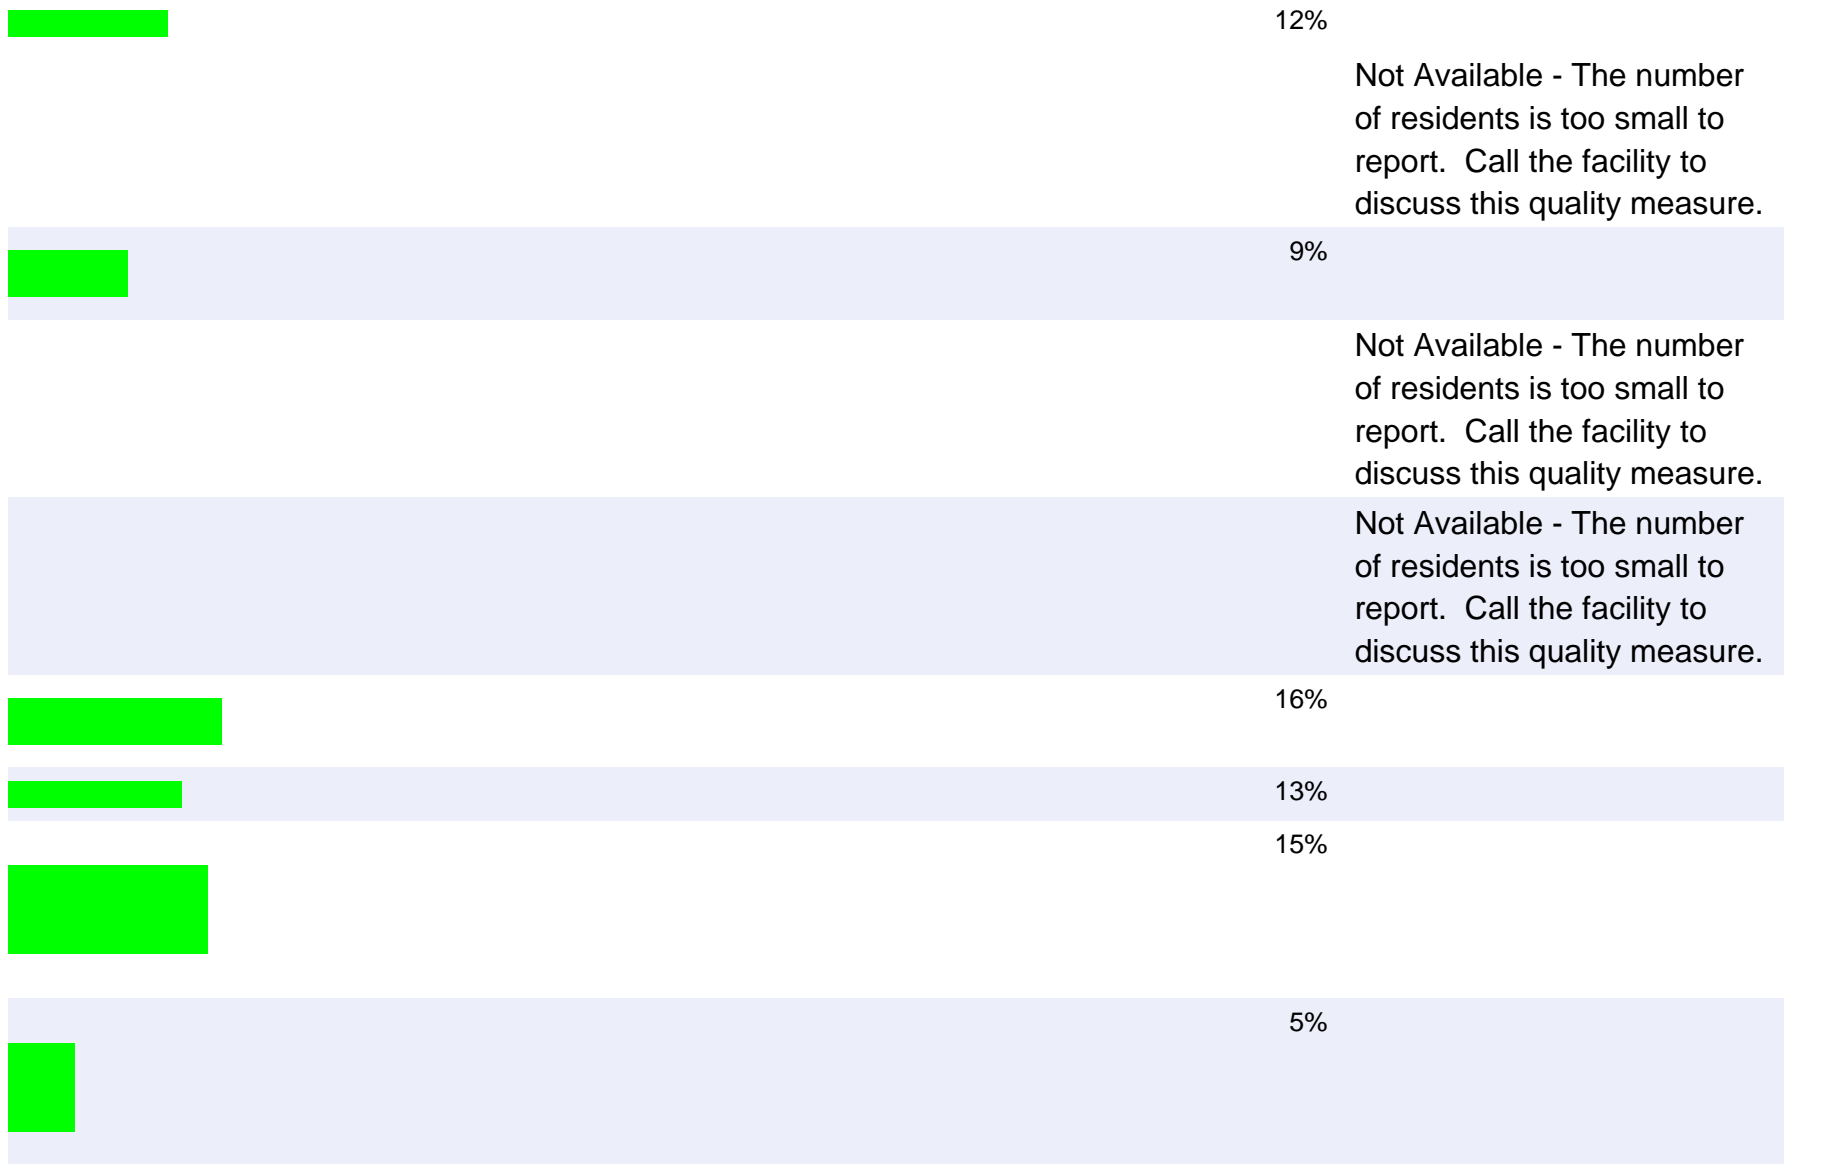 12%
Not Available - The number
of residents is too small to
report.  Call the facility to
discuss this quality measure.
9%
Not Available - The number
of residents is too small to
report.  Call the facility to
discuss this quality measure.
Not Available - The number
of residents is too small to
report.  Call the facility to
discuss this quality measure.
16%
13%
15%
5%